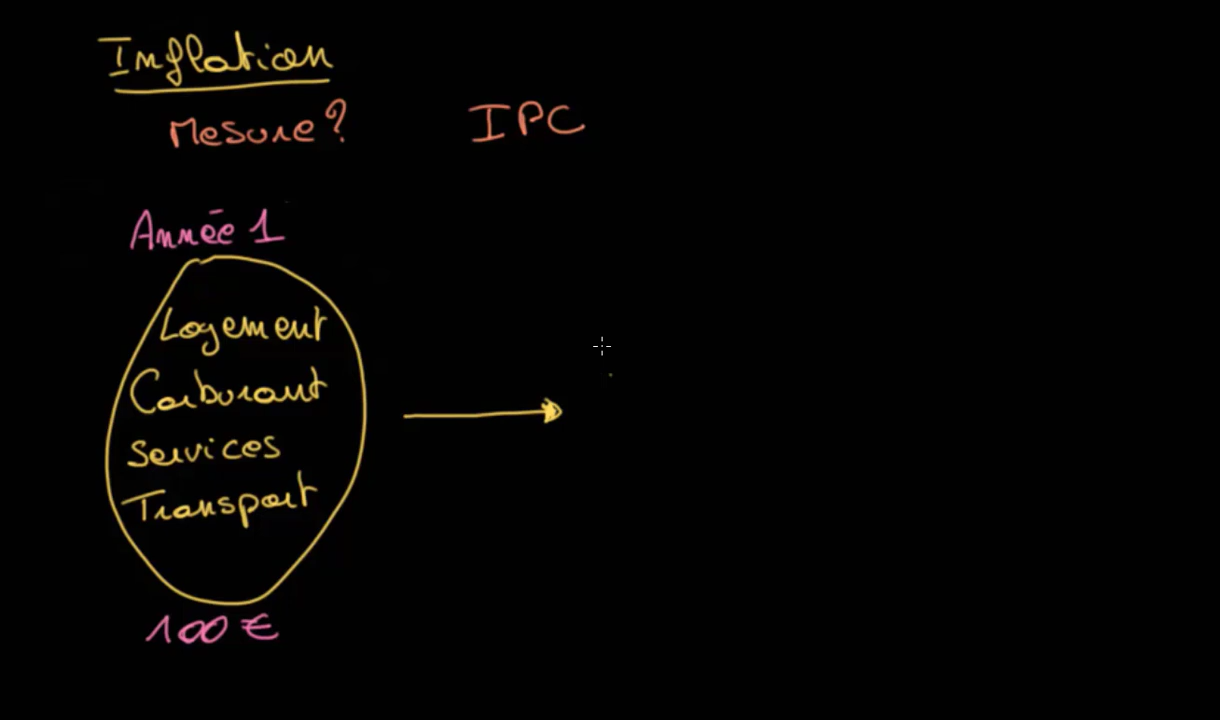 Inflation
Mesure? IPC
Année 1
Logement
Carburant
Services
Transport
100 €